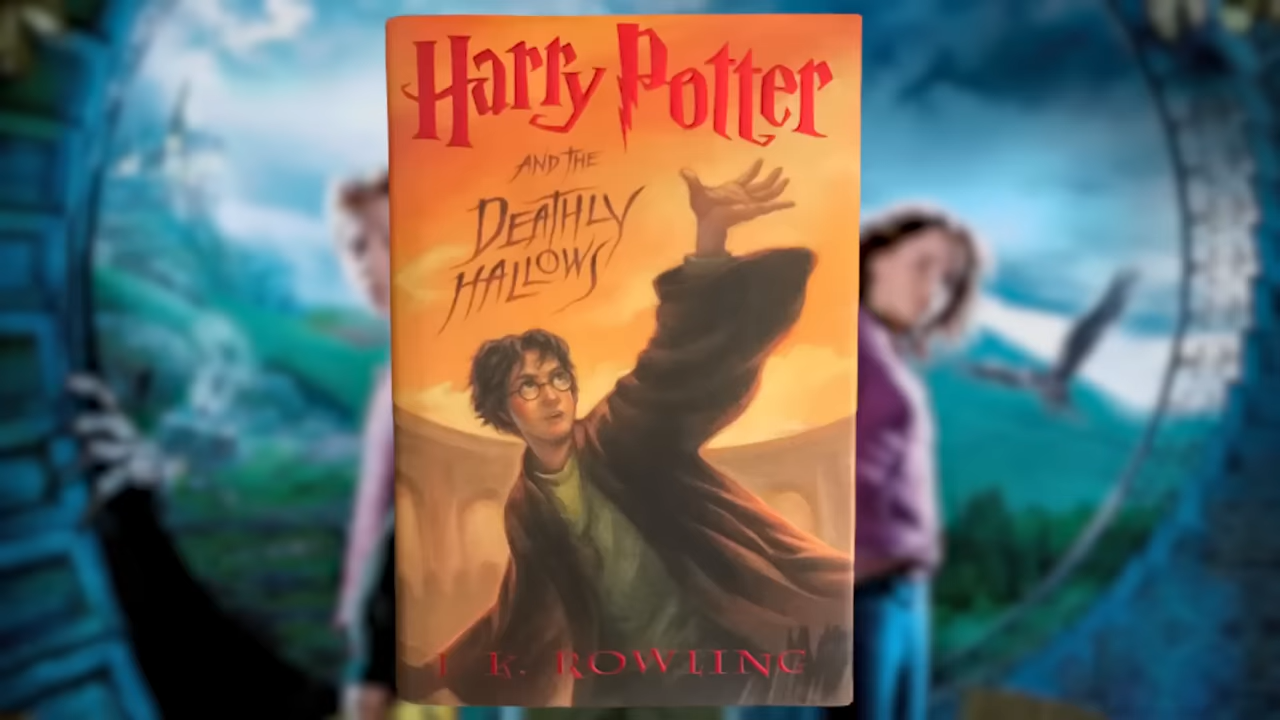 Harry Potter
AND THE
DEATHLY
HALLOWS
J. K. ROWLING